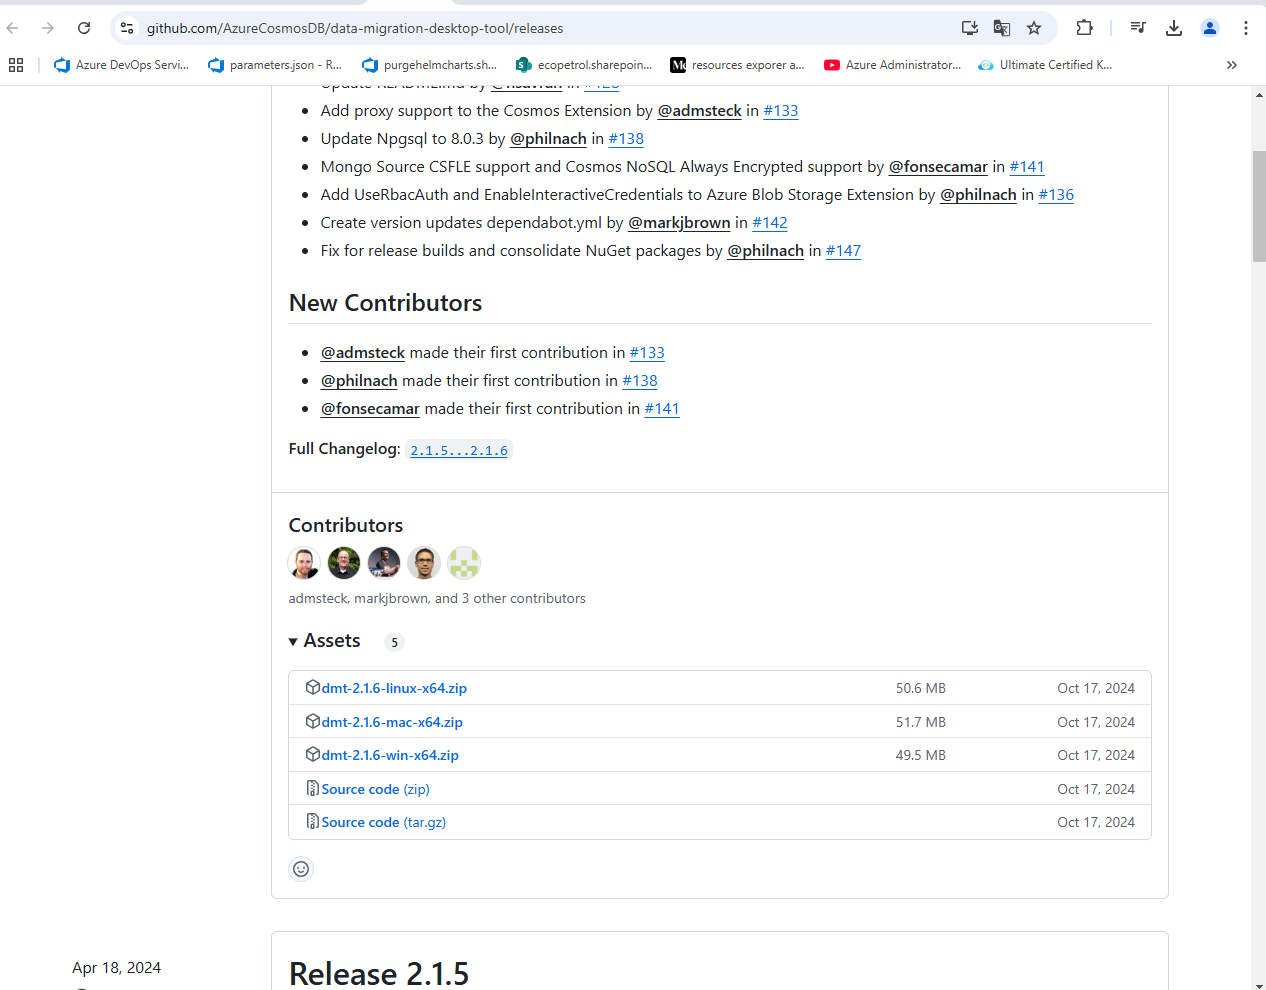 github.com/AzureCosmosDB/data-migration-desktop-tool/releases
Azure DevOps Servi... parameters.json - R... purgehelmcharts.sh... ecopetrol.sharepoin... resources exporer a... Azure Administrator... Ultimate Certified K...
Add proxy support to the Cosmos Extension by @admsteck in #133
Update Npgsql to 8.0.3 by @philnach in #138
Mongo Source CSFLE support and Cosmos NoSQL Always Encrypted support by @fonsecamar in #141
Add UseRbacAuth and EnableInteractiveCredentials to Azure Blob Storage Extension by @philnach in #136
Create version updates dependabot.yml by @markjbrown in #142
Fix for release builds and consolidate NuGet packages by @philnach in #147
New Contributors
@admsteck made their first contribution in #133
@philnach made their first contribution in #138
@fonsecamar made their first contribution in #141
Full Changelog: 2.1.5...2.1.6
Contributors
admsteck, markjbrown, and 3 other contributors
Assets 5
dmt-2.1.6-linux-x64.zip 50.6 MB Oct 17, 2024
dmt-2.1.6-mac-x64.zip 51.7 MB Oct 17, 2024
dmt-2.1.6-win-x64.zip 49.5 MB Oct 17, 2024
Source code (zip) Oct 17, 2024
Source code (tar.gz) Oct 17, 2024
Apr 18, 2024
Release 2.1.5